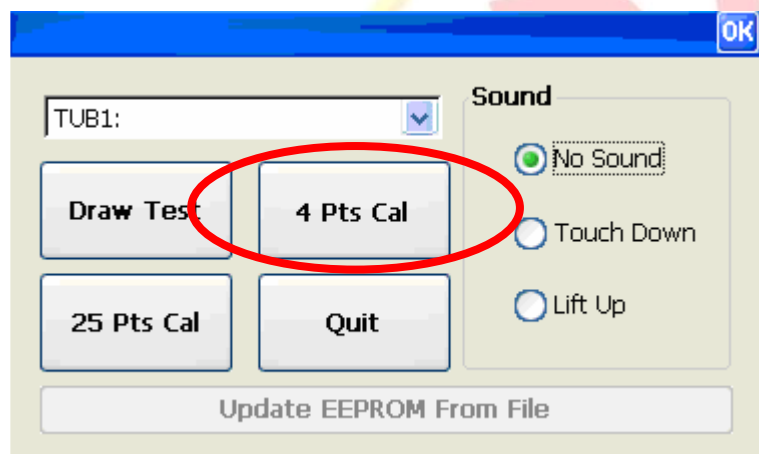 OK
TUB1:
Sound
No Sound
Touch Down
Lift Up
Draw Test
4 Pts Cal
25 Pts Cal
Quit
Update EEPROM From File